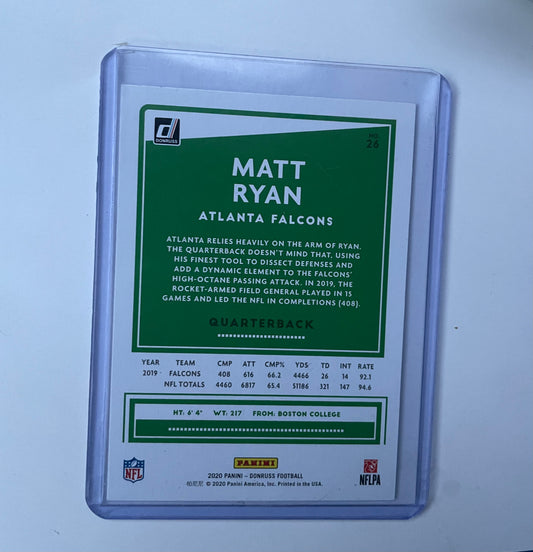 DONRUSS
NO.
26
MATT
RYAN
ATLANTA FALCONS
ATLANTA RELIES HEAVILY ON THE ARM OF RYAN.
THE QUARTERBACK DOESN'T MIND THAT, USING
HIS FINEST TOOL TO DISSECT DEFENSES AND
ADD A DYNAMIC ELEMENT TO THE FALCONS'
HIGH-OCTANE PASSING ATTACK. IN 2019, THE
ROCKET-ARMED FIELD GENERAL PLAYED IN 15
GAMES AND LED THE NFL IN COMPLETIONS (408).
QUARTERBACK
YEAR TEAM CMP ATT CMP% YDS TD INT RATE
2019 FALCONS 408 616 66.2 4466 26 14 92.1
NFL TOTALS 4460 6817 65.4 51186 321 147 94.6
HT: 6' 4" WT: 217 FROM: BOSTON COLLEGE
NFL
PANINI
NFLPA
2020 PANINI - DONRUSS FOOTBALL
© 2020 Panini America, Inc. Printed in the USA.